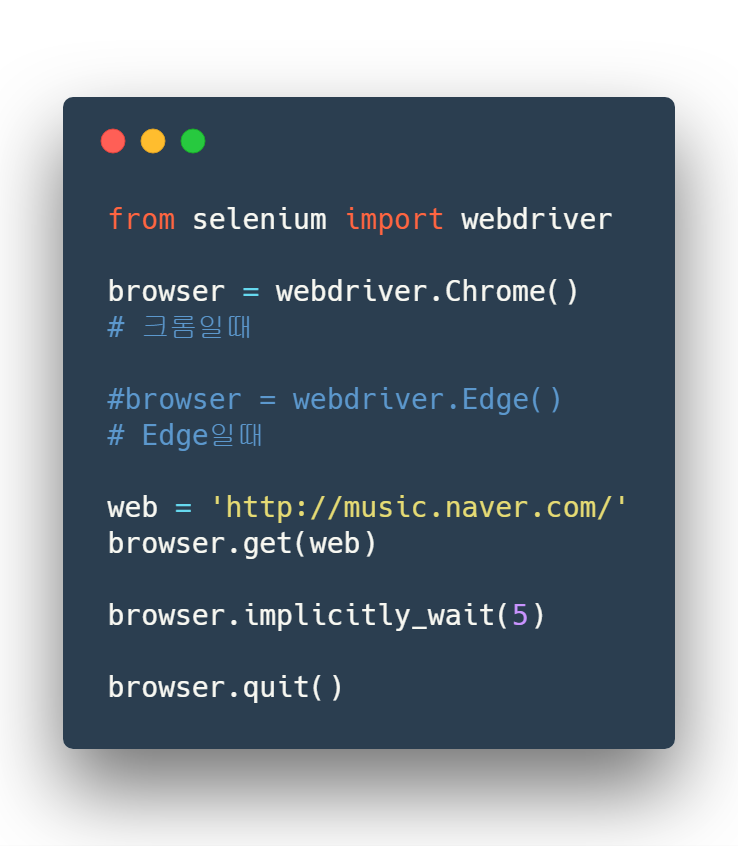 from selenium import webdriver
browser = webdriver.Chrome()
# 크롬일때
#browser = webdriver.Edge()
# Edge일때
web = 'http://music.naver.com/'
browser.get(web)
browser.implicitly_wait(5)
browser.quit()